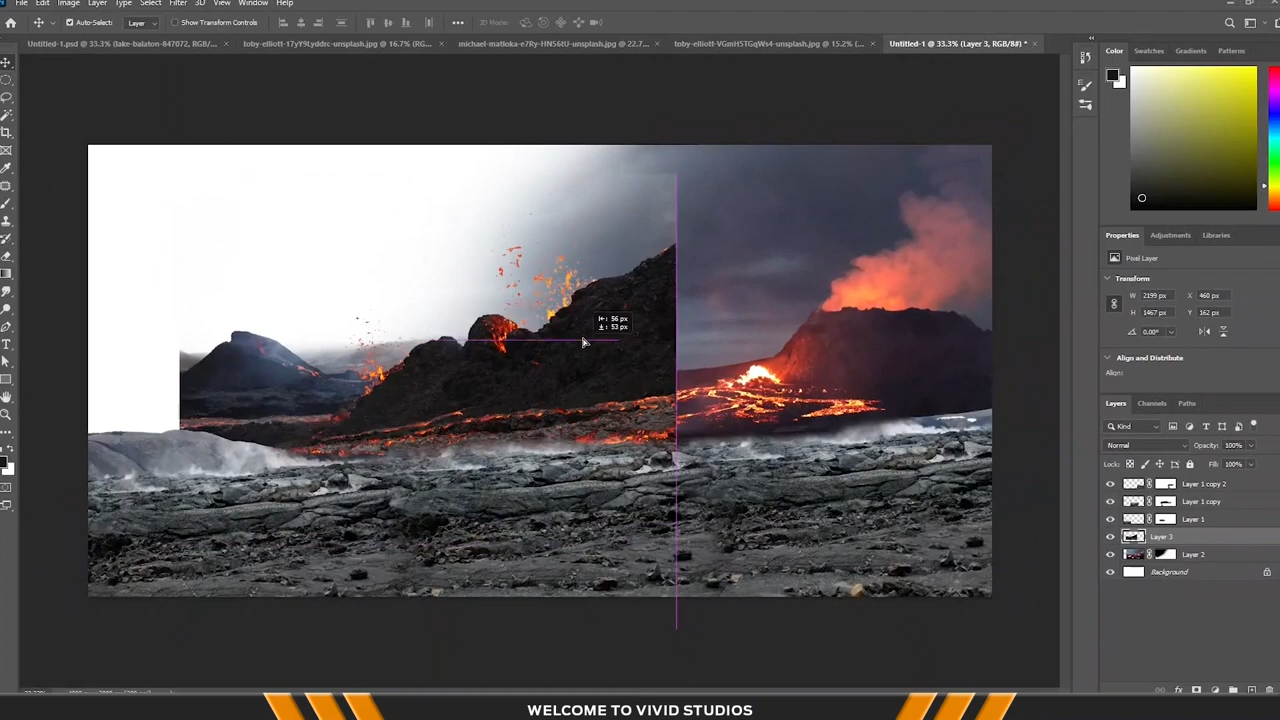 File Edit Image Layer Type Select Filter 3D View Window Help
Auto-Select: Layer Show Transform Controls 3D Mode:
Untitled-1.psd @ 33.3% (lake-balaton-847072, RGB/... × toby-elliott-17yY9Lyddrc-unsplash.jpg @ 16.7% (RG... × michael-matloka-e7Ry-HN56tU-unsplash.jpg @ 22.7... × toby-elliott-VGmH5TGqWs4-unsplash.jpg @ 15.2% (... × Untitled-1 @ 33.3% (Layer 3, RGB/8#) * ×
Color Swatches Gradients Patterns
Properties Adjustments Libraries
Pixel Layer
Transform
W 2199 px X 460 px
H 1467 px Y 162 px
0.00°
Align and Distribute
Align:
56 px
53 px
Layers Channels Paths
Kind
Normal Opacity: 100%
Lock: Fill: 100%
Layer 1 copy 2
Layer 1 copy
Layer 1
Layer 3
Layer 2
Background
WELCOME TO VIVID STUDIOS